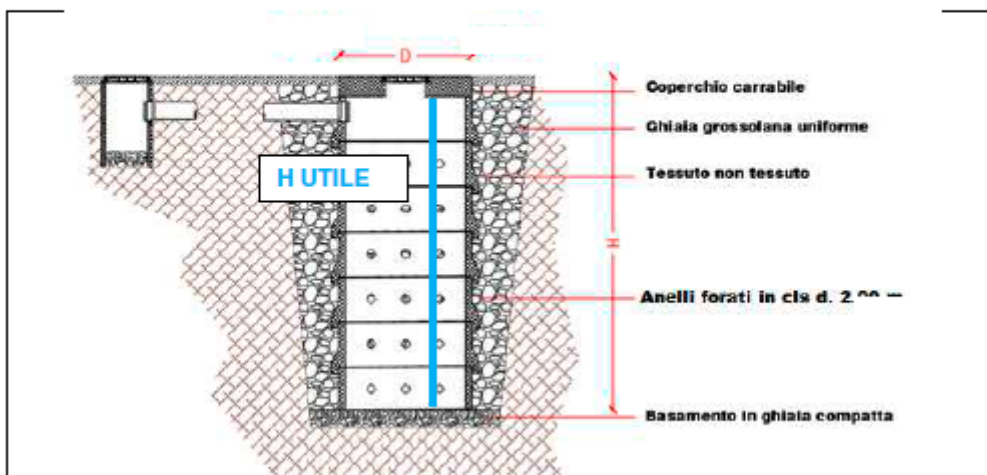 D
Coperchio carrabile
Ghiaia grossolana uniforme
H UTILE
Tessuto non tessuto
H
Anelli forati in cls d.
Basamento in ghiaia compatta